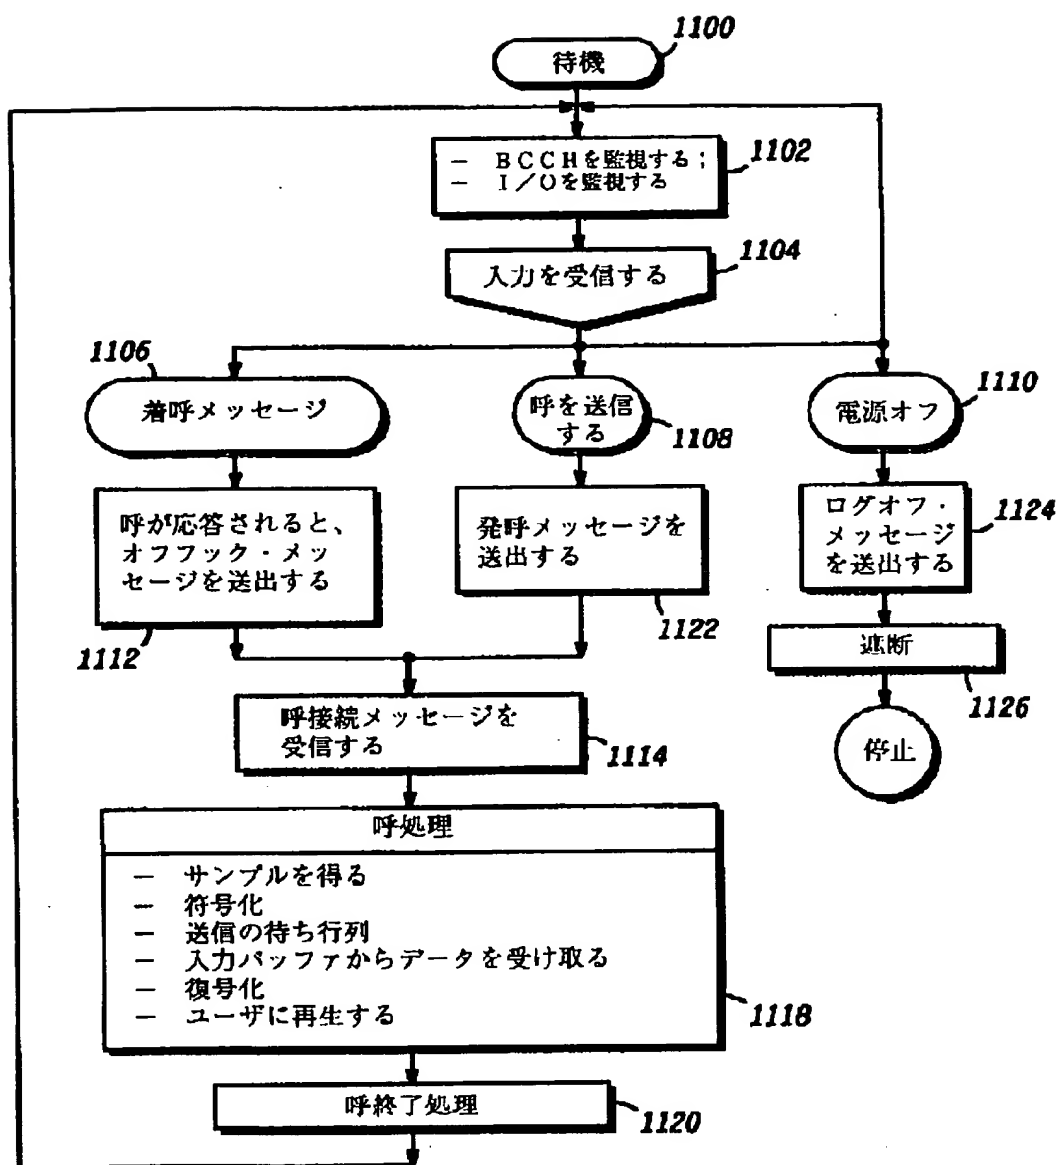 1100
待機
1102
－ BCCHを監視する;
－ I/Oを監視する
1104
入力を受信する
1106
着呼メッセージ
呼を送信
する
1108
1110
電源オフ
呼が応答されると、
オフフック・メッ
セージを送出する
1112
発呼メッセージを
送出する
1122
ログオフ・
メッセージ
を送出する
1124
遮断
1126
停止
呼接続メッセージを
受信する
1114
呼処理
－ サンプルを得る
－ 符号化
－ 送信の待ち行列
－ 入力バッファからデータを受け取る
－ 復号化
－ ユーザに再生する
1118
呼終了処理
1120